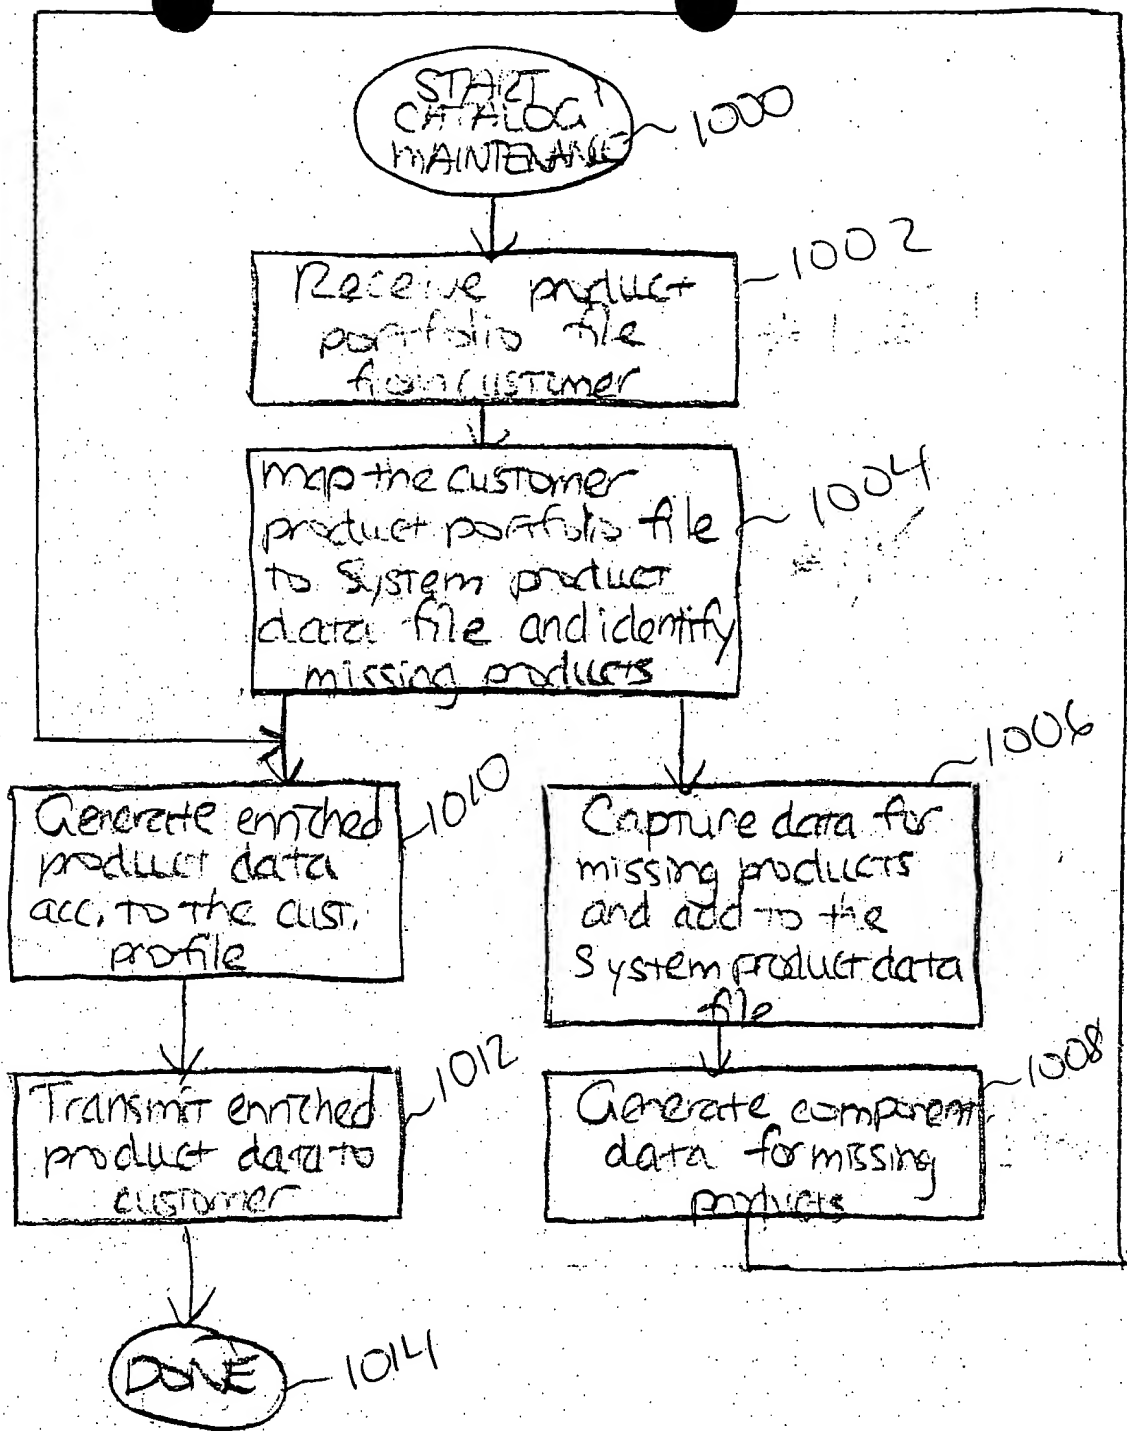 START
CATALOG
MAINTENANCE
1000
Receive product
portfolio file
from customer
1002
map the customer
product portfolio file
to System product
data file and identify
missing products
1004
Generate enriched
product data
acc. to the cust.
profile
1010
Capture data for
missing products
and add to the
System product data
file
1006
Transmit enriched
product data to
customer
1012
Generate component
data for missing
products
1008
DONE
1014